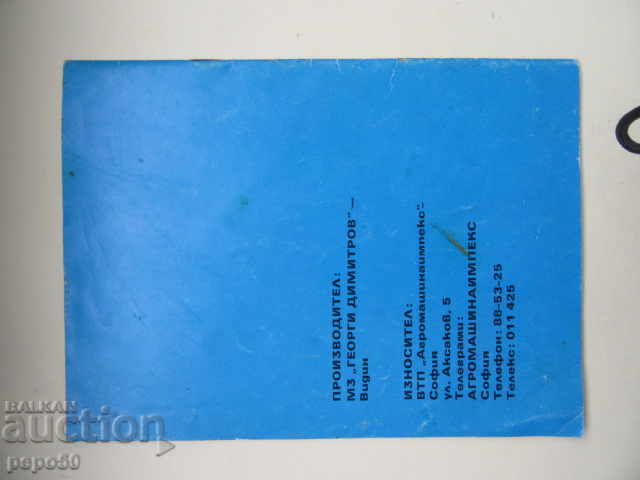 ПРОИЗВОДИТЕЛ:
МЗ „ГЕОРГИ ДИМИТРОВ" —
Видин
ИЗНОСИТЕЛ:
ВТП „Агромашинаимпекс"-
София
ул. Аксаков, 5
Телеграми:
АГРОМАШИНАИМПЕКС
София
Телефон: 88-53-25
Телекс: 011 425
БАЛКАН
auction
pepo50